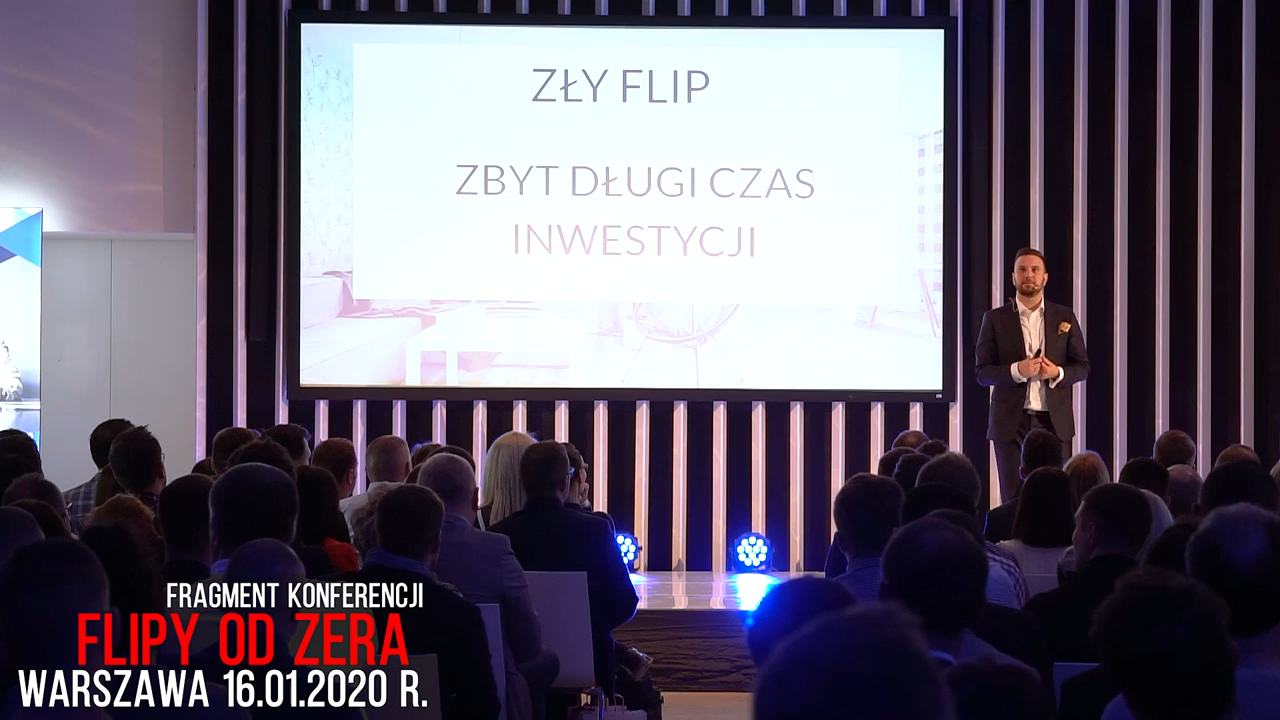 ZŁY FLIP
ZBYT DŁUGI CZAS
INWESTYCJI
FRAGMENT KONFERENCJI
FLIPY OD ZERA
WARSZAWA 16.01.2020 R.